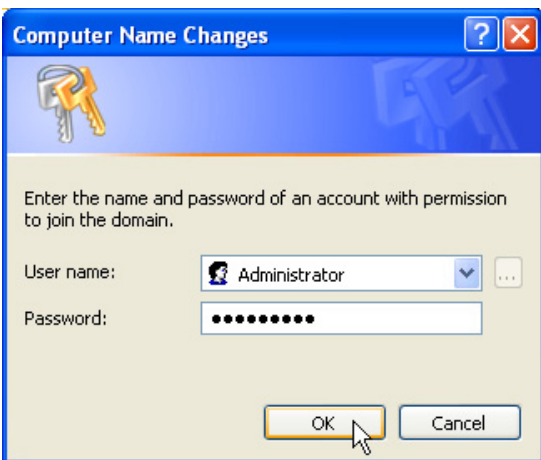 Computer Name Changes
Enter the name and password of an account with permission
to join the domain.
User name:
Administrator
...
Password:
•••••••••
OK
Cancel